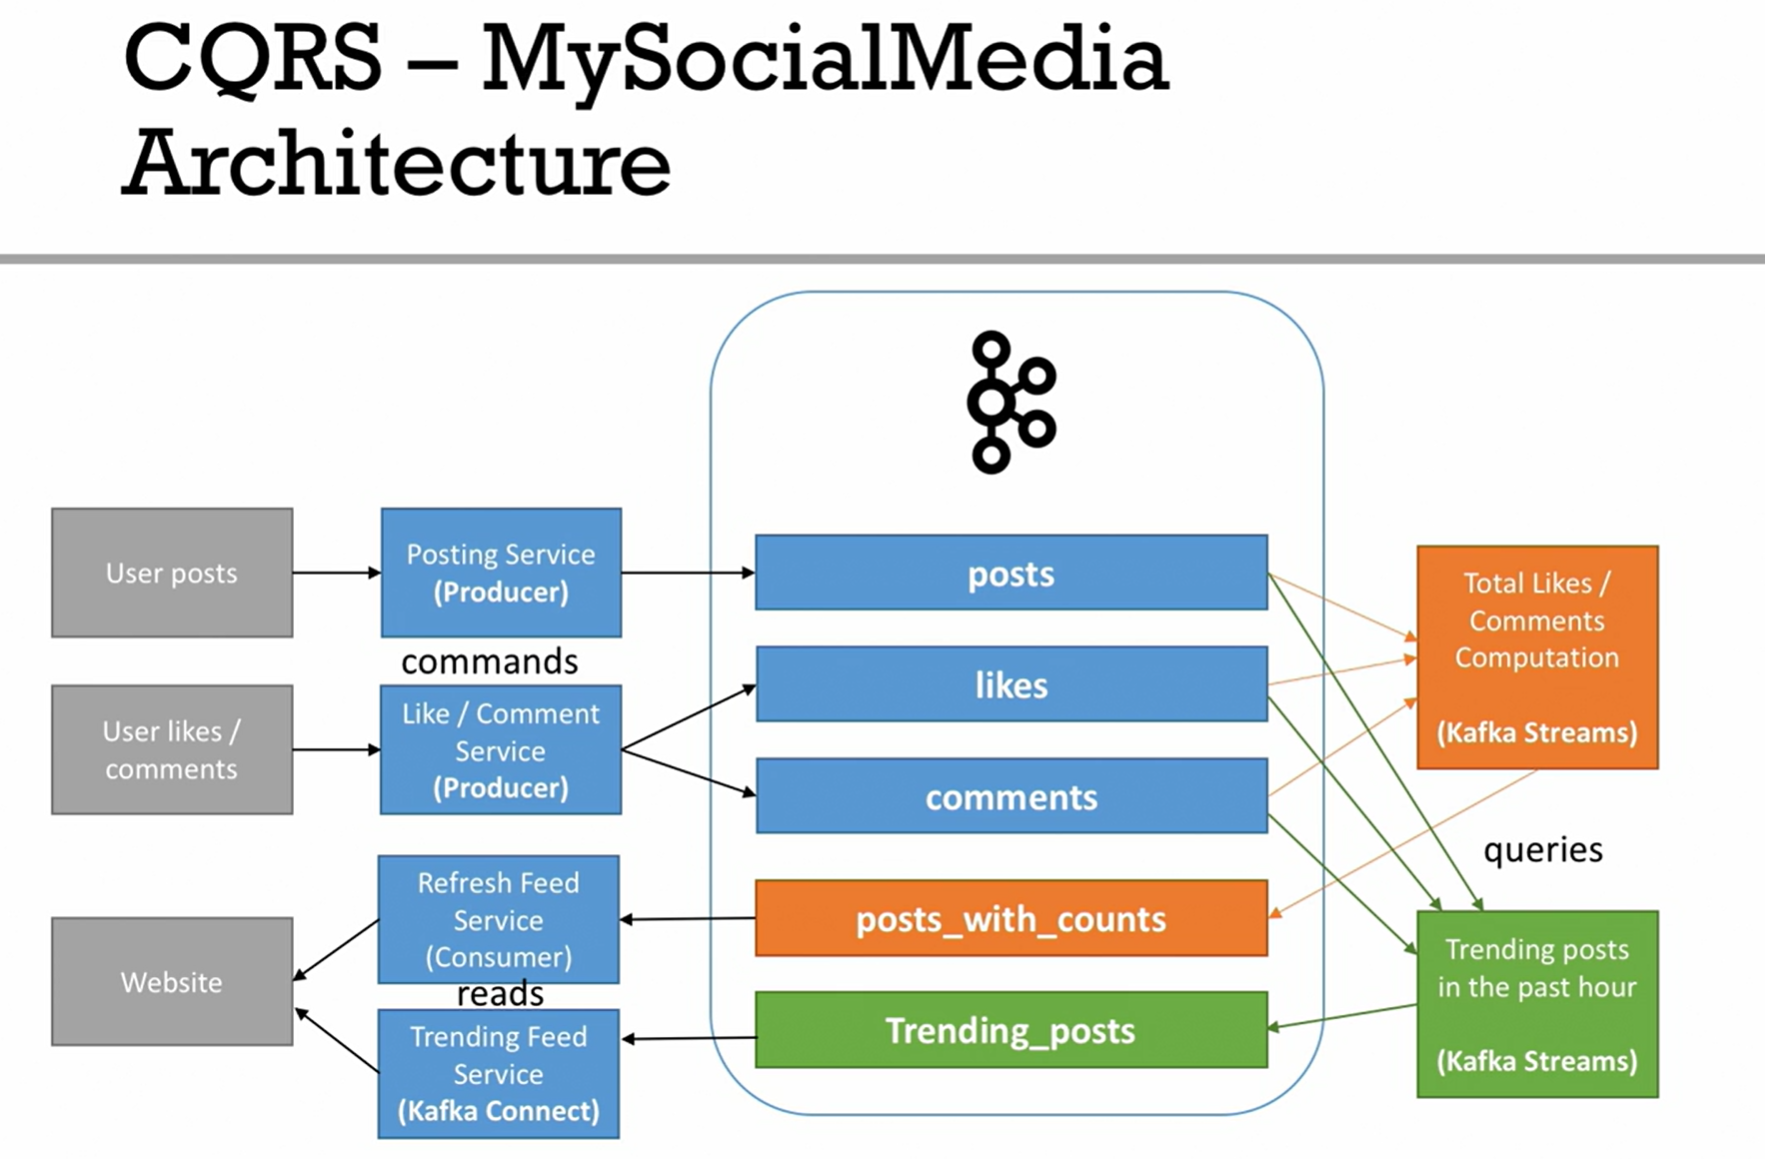 CQRS – MySocialMedia
Architecture
User posts
Posting Service
(Producer)
commands
User likes /
comments
Like / Comment
Service
(Producer)
posts
likes
comments
posts_with_counts
Trending_posts
Total Likes /
Comments
Computation
(Kafka Streams)
queries
Trending posts
in the past hour
(Kafka Streams)
Refresh Feed
Service
(Consumer)
reads
Trending Feed
Service
(Kafka Connect)
Website